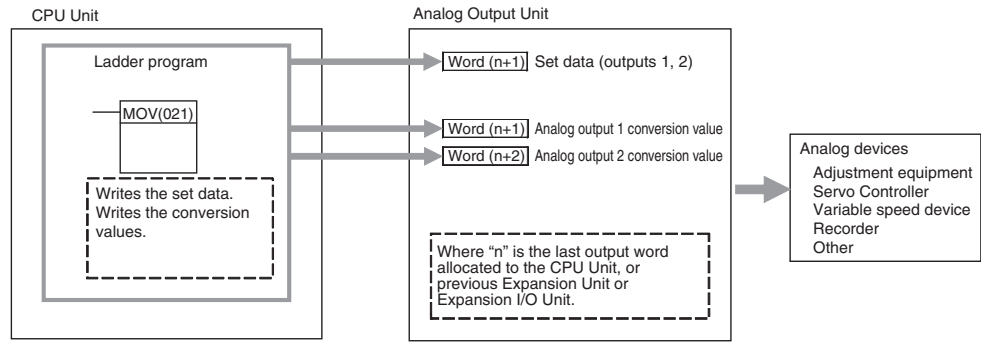 CPU Unit
Analog Output Unit
Ladder program
MOV(021)
Writes the set data.
Writes the conversion
values.
Word (n+1) Set data (outputs 1, 2)
Word (n+1) Analog output 1 conversion value
Word (n+2) Analog output 2 conversion value
Where “n” is the last output word
allocated to the CPU Unit, or
previous Expansion Unit or
Expansion I/O Unit.
Analog devices
Adjustment equipment
Servo Controller
Variable speed device
Recorder
Other